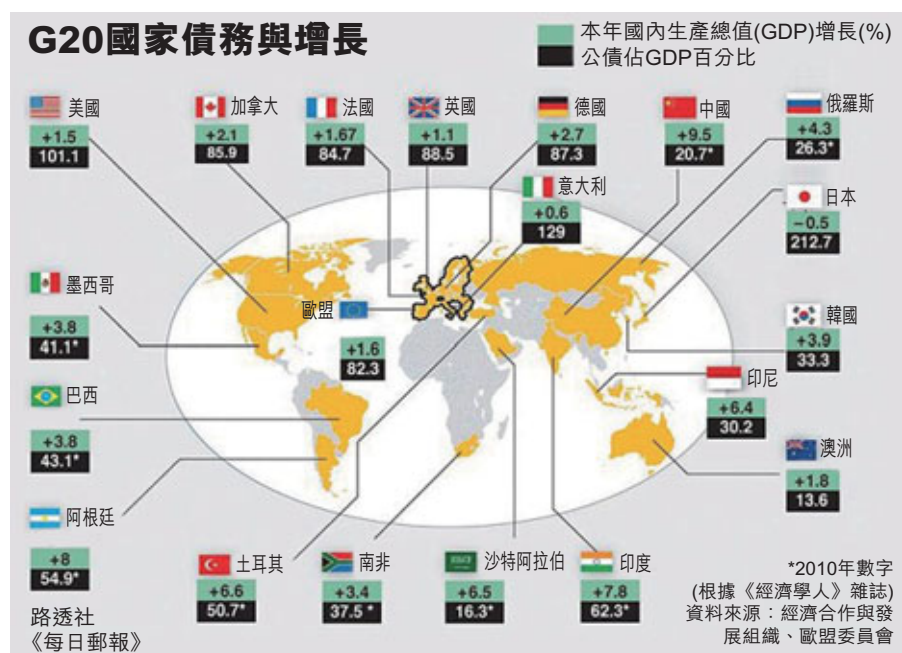 G20國家債務與增長
本年國內生產總值(GDP)增長(%)
公債佔GDP百分比
美國
+1.5
101.1
加拿大
+2.1
85.9
法國
+1.67
84.7
英國
+1.1
88.5
德國
+2.7
87.3
中國
+9.5
20.7*
俄羅斯
+4.3
26.3*
意大利
+0.6
129
日本
-0.5
212.7
墨西哥
+3.8
41.1*
歐盟
+1.6
82.3
韓國
+3.9
33.3
巴西
+3.8
43.1*
印尼
+6.4
30.2
澳洲
+1.8
13.6
阿根廷
+8
54.9*
土耳其
+6.6
50.7*
南非
+3.4
37.5 *
沙特阿拉伯
+6.5
16.3*
印度
+7.8
62.3*
*2010年數字
(根據《經濟學人》雜誌)
資料來源：經濟合作與發
展組織、歐盟委員會
路透社
《每日郵報》